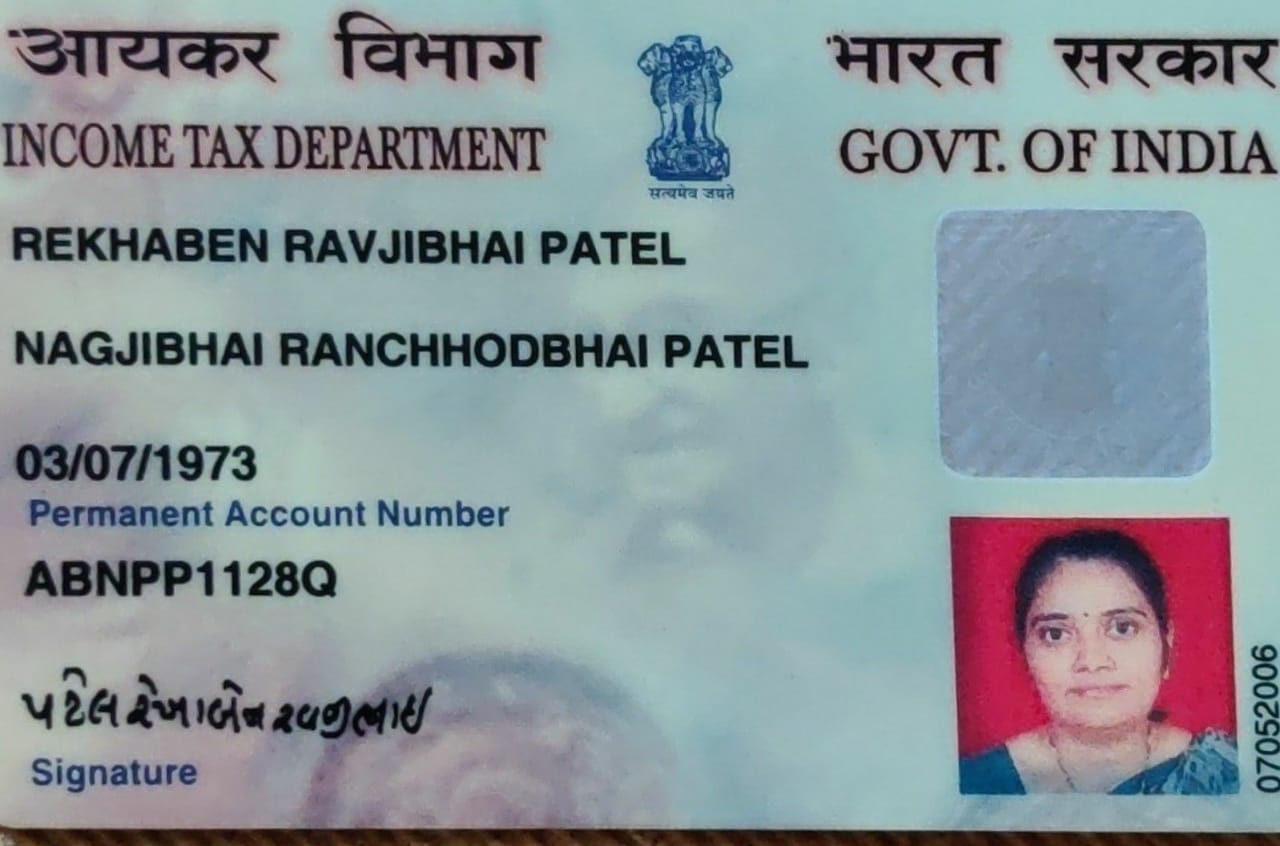 आयकर विभाग
INCOME TAX DEPARTMENT
सत्यमेव जयते
भारत सरकार
GOVT. OF INDIA
REKHABEN RAVJIBHAI PATEL
NAGJIBHAI RANCHHODBHAI PATEL
03/07/1973
Permanent Account Number
ABNPP1128Q
પટેલ રેખાબેન રવજીભાઇ
Signature
07052006